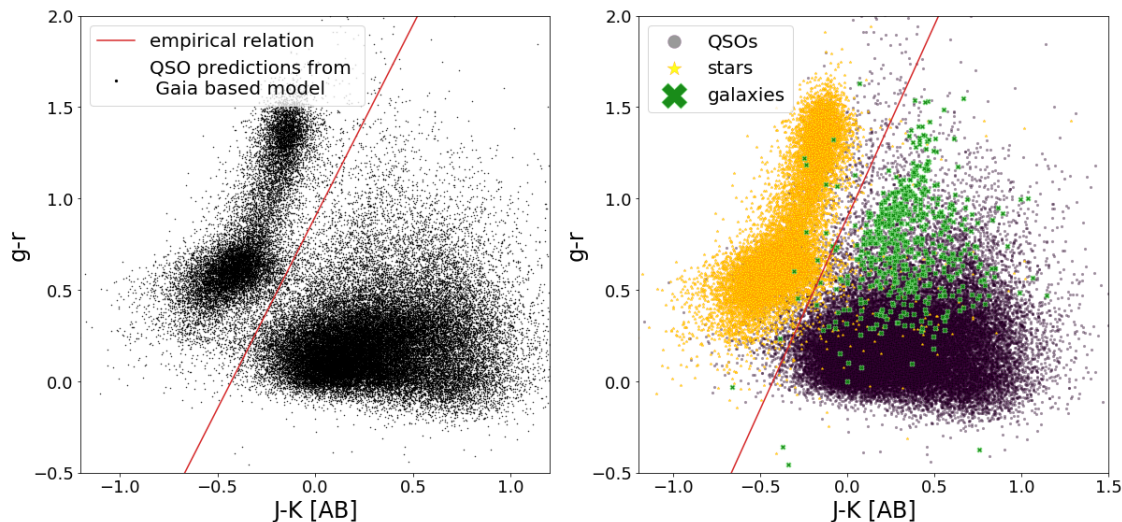 2.0
1.5
1.0
0.5
0.0
−0.5
g-r
empirical relation
QSO predictions from
Gaia based model
−1.0
−0.5
0.0
0.5
1.0
J-K [AB]
2.0
1.5
1.0
0.5
0.0
−0.5
g-r
QSOs
stars
galaxies
−1.0
−0.5
0.0
0.5
1.0
1.5
J-K [AB]